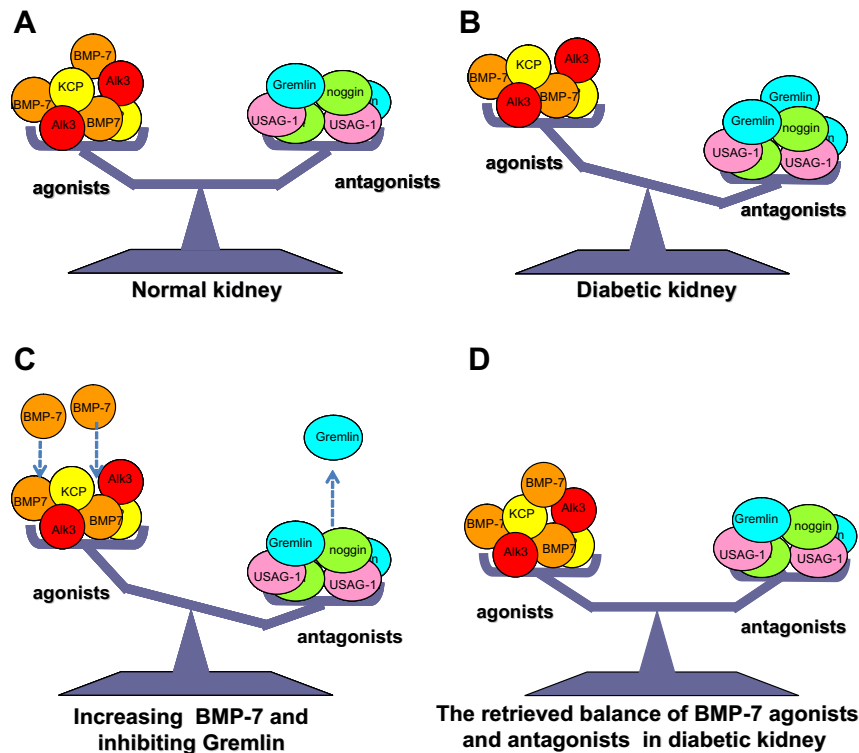 A
BMP-7
Alk3
KCP
BMP-7
BMP7
Alk3
agonists
Gremlin
noggin
n
USAG-1
USAG-1
antagonists
Normal kidney
B
BMP-7
KCP
Alk3
BMP-7
Alk3
agonists
Gremlin
Gremlin
noggin
n
USAG-1
USAG-1
antagonists
Diabetic kidney
C
BMP-7
BMP-7
KCP
Alk3
BMP7
BMP7
Alk3
agonists
Gremlin
Gremlin
noggin
n
USAG-1
USAG-1
antagonists
Increasing BMP-7 and
inhibiting Gremlin
D
BMP-7
KCP
Alk3
BMP-7
BMP7
Alk3
agonists
Gremlin
noggin
n
USAG-1
USAG-1
antagonists
The retrieved balance of BMP-7 agonists
and antagonists in diabetic kidney